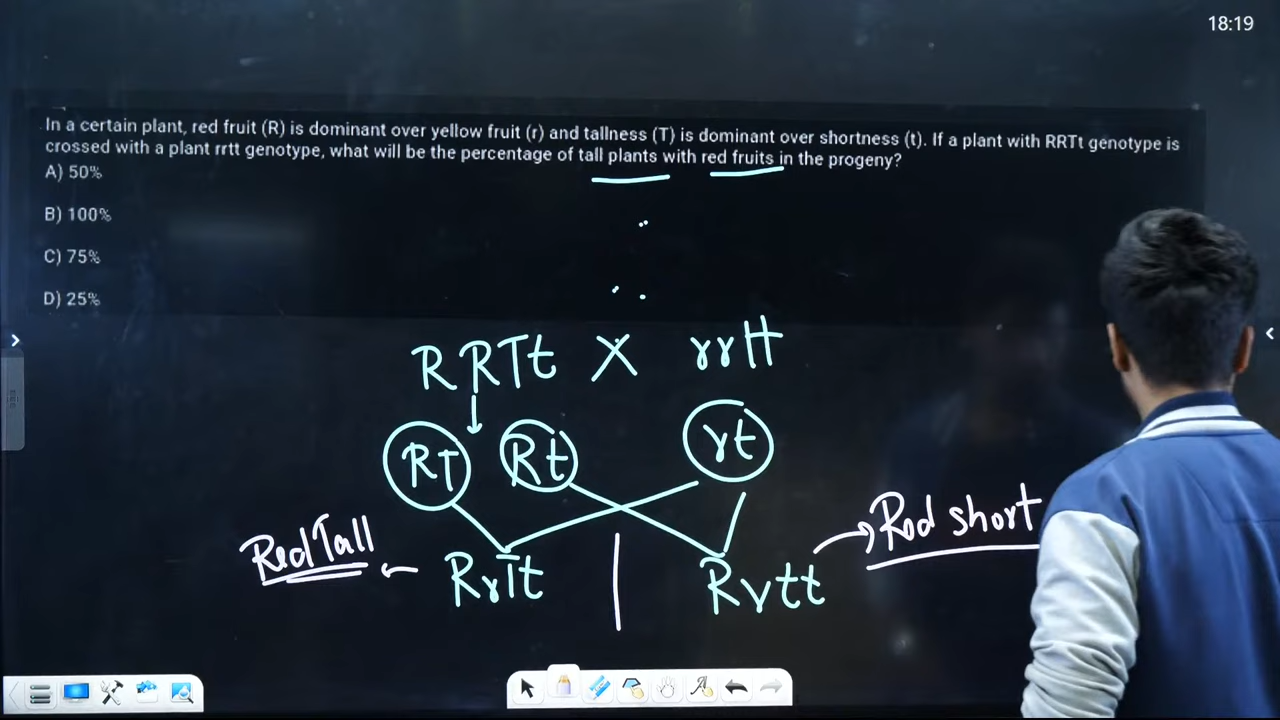 18:19
In a certain plant, red fruit (R) is dominant over yellow fruit (r) and tallness (T) is dominant over shortness (t). If a plant with RRTt genotype is
crossed with a plant rrtt genotype, what will be the percentage of tall plants with red fruits in the progeny?
A) 50%
B) 100%
C) 75%
D) 25%
RRTt X rrtt
RT Rt rt
Red Tall RrTt Rrtt Red short